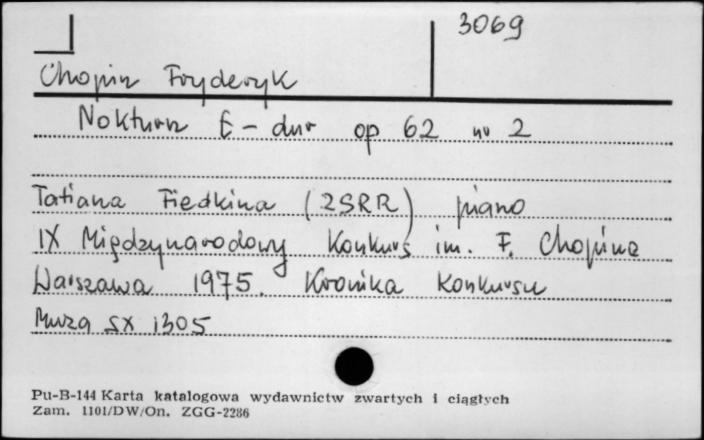 3069
Chopin Fryderyk
Nokturn E-dur op 62 nr 2
Tatiana Fiedkina (ZSRR) piano
IX Międzynarodowy Konkurs im. F. Chopina
Warszawa 1975. Kronika Konkursu
Muza SX 1305
Pu-B-144 Karta katalogowa wydawnictw zwartych i ciągłych
Zam. 1101/DW/On. ZGG-2286